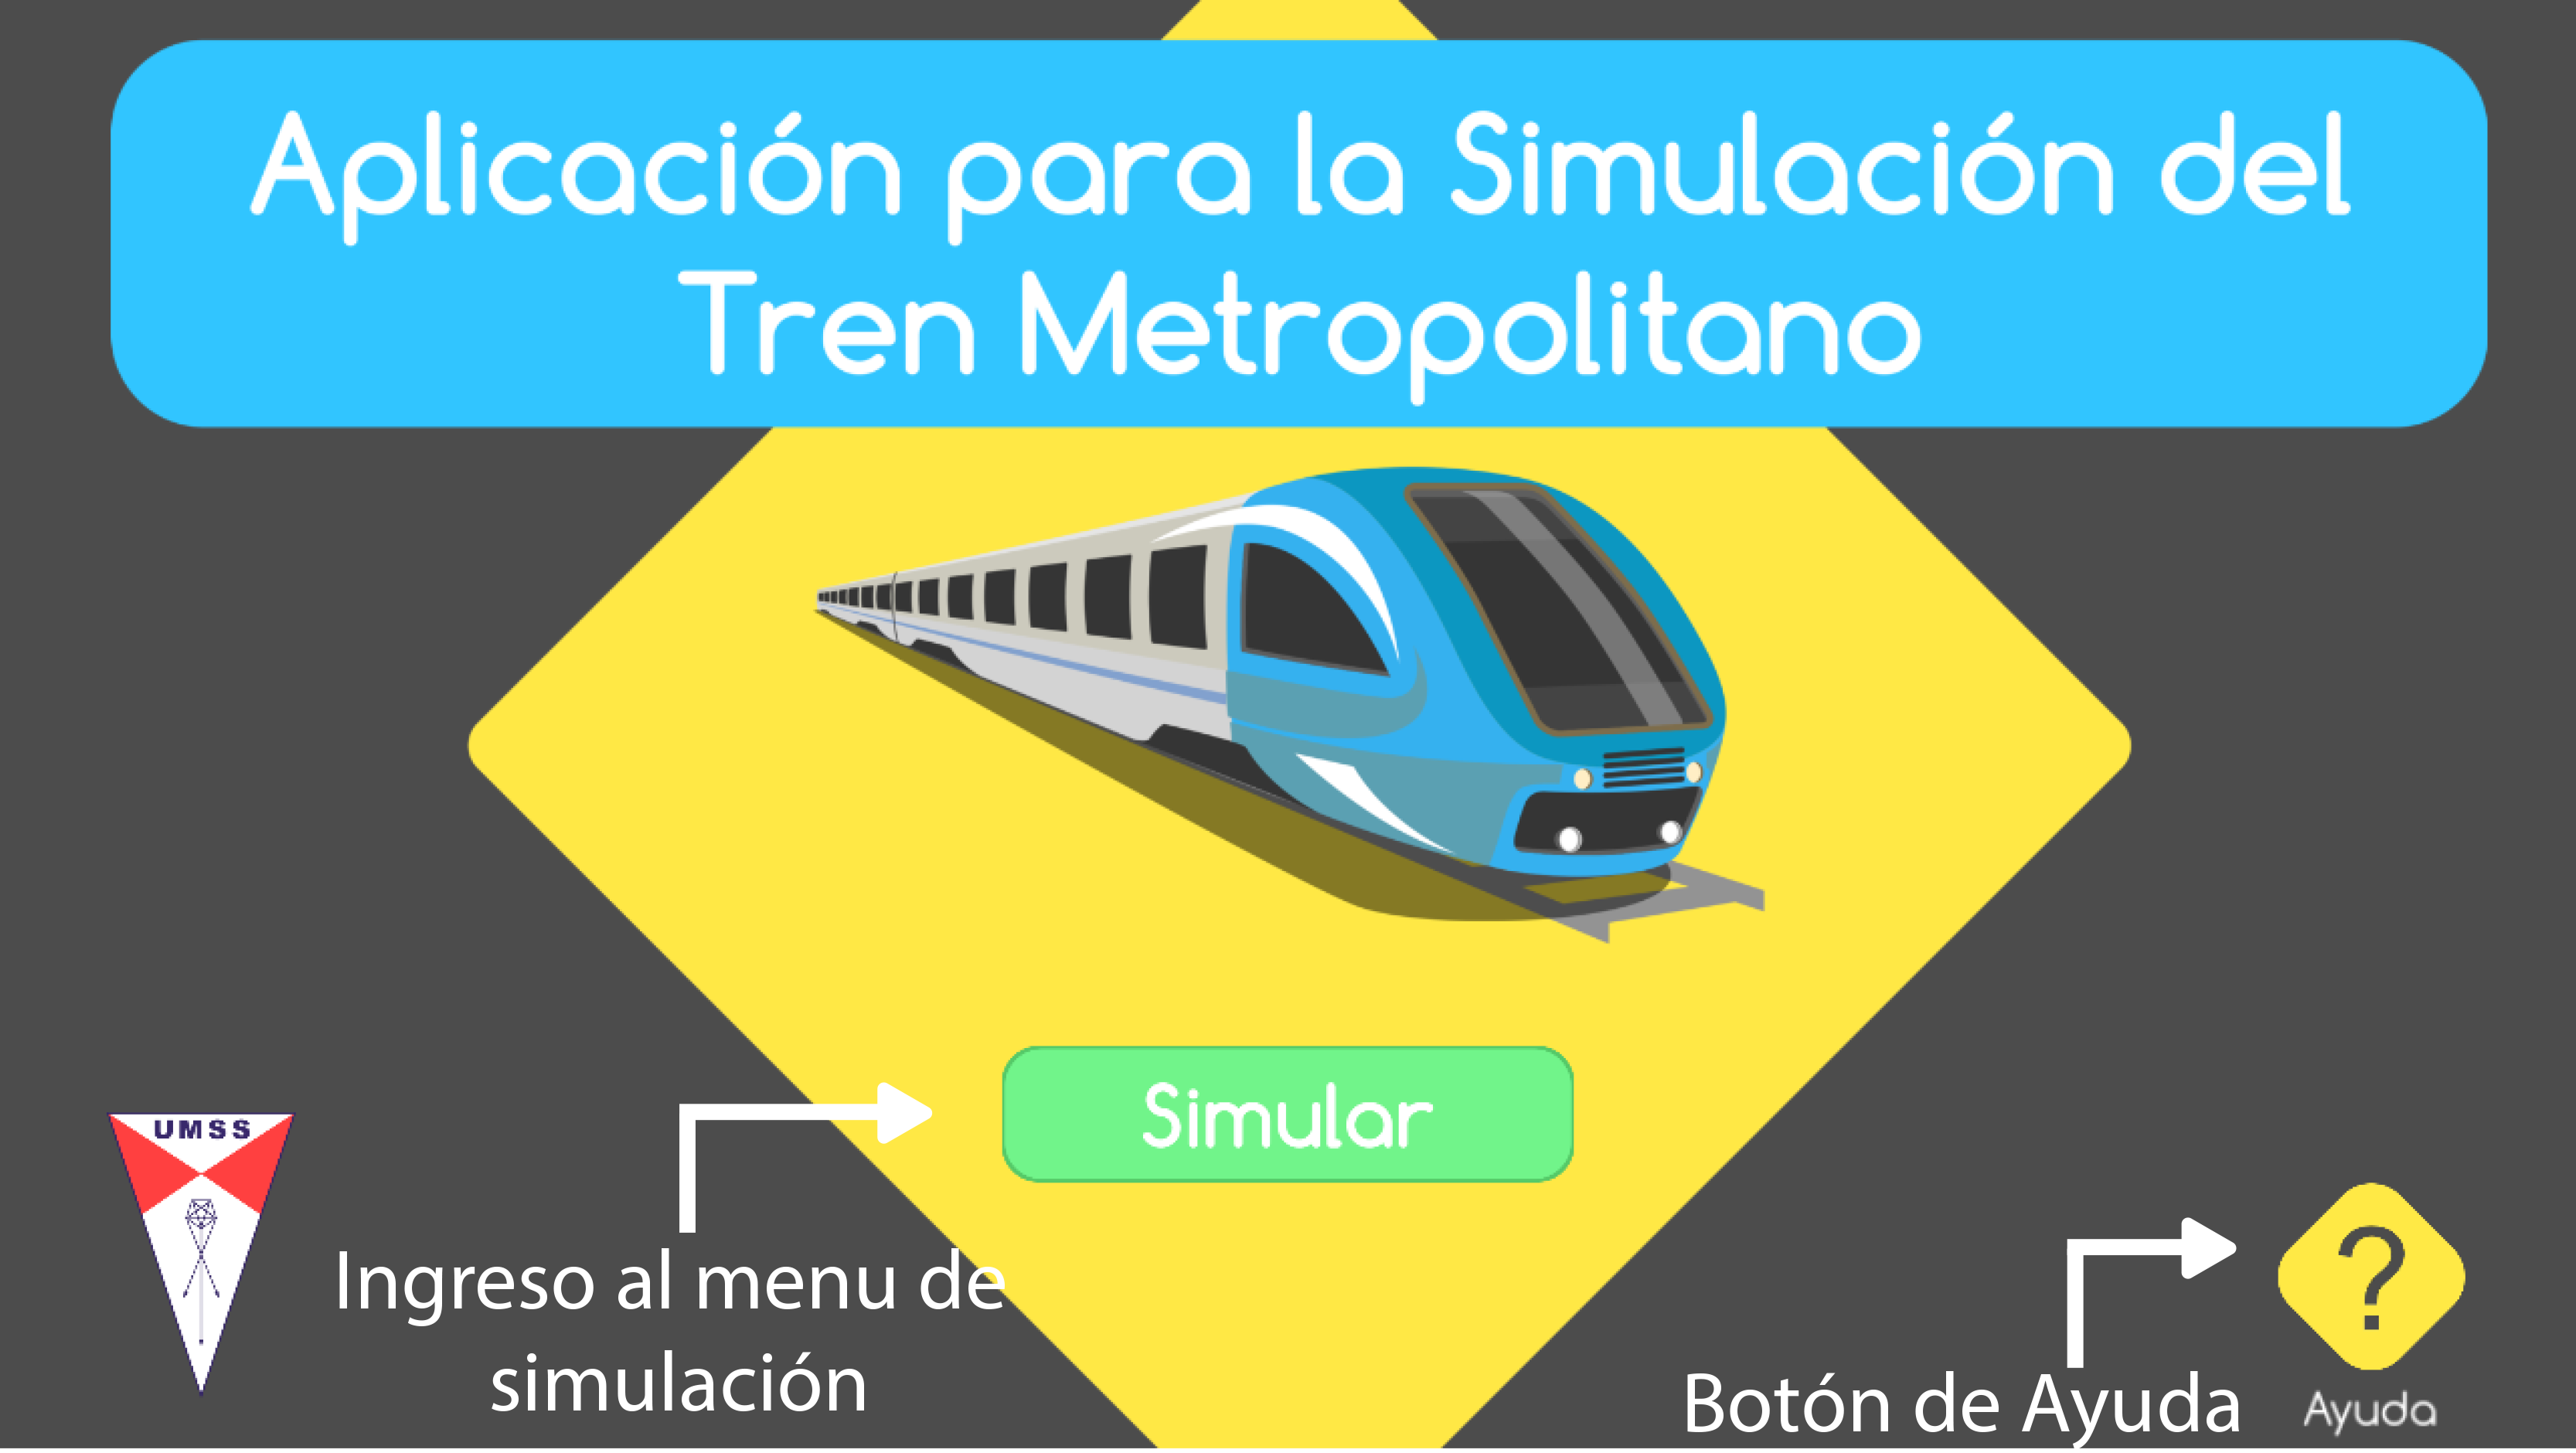 Aplicación para la Simulación del
Tren Metropolitano
Simular
UMSS
Ingreso al menu de
simulación
Botón de Ayuda
?
Ayuda